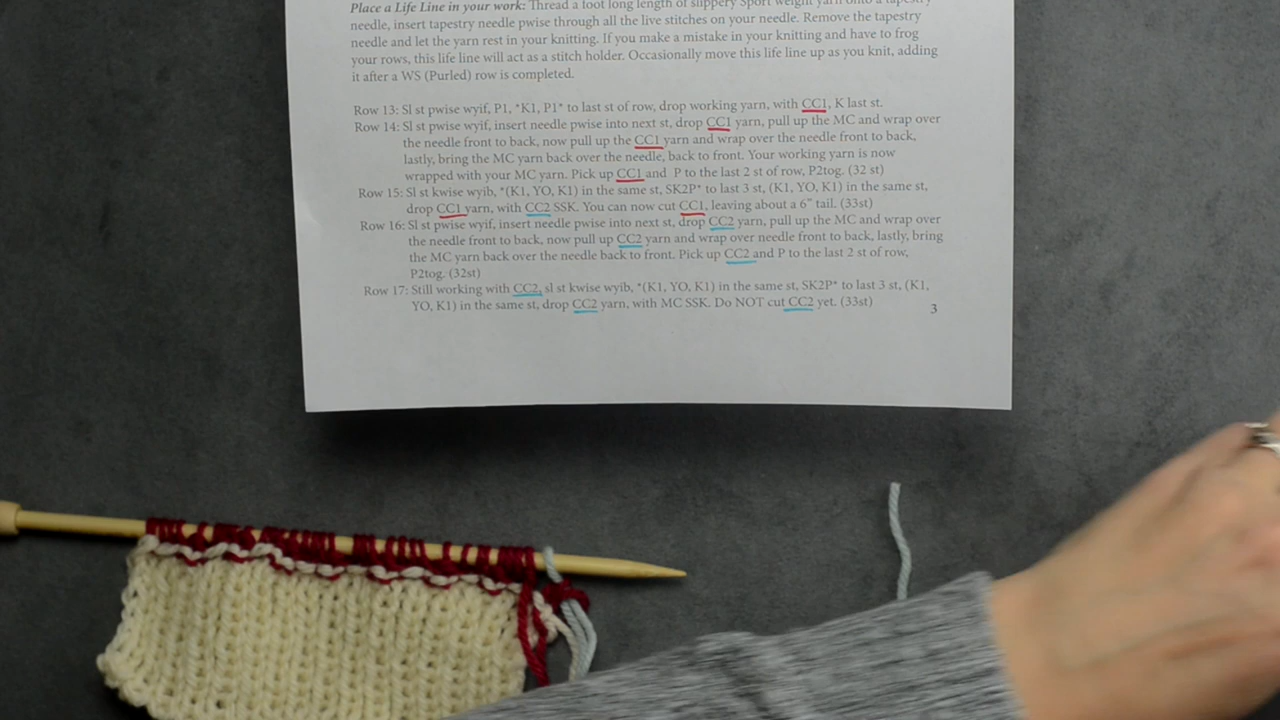 Place a Life Line in your work: Thread a foot long length of slippery Sport weight yarn onto a tapestry
needle, insert tapestry needle pwise through all the live stitches on your needle. Remove the tapestry
needle and let the yarn rest in your knitting. If you make a mistake in your knitting and have to frog
your rows, this life line will act as a stitch holder. Occasionally move this life line up as you knit, adding
it after a WS (Purled) row is completed.
Row 13: Sl st pwise wyif, P1, *K1, P1* to last st of row, drop working yarn, with CC1, K last st.
Row 14: Sl st pwise wyif, insert needle pwise into next st, drop CC1 yarn, pull up the MC and wrap over
the needle front to back, now pull up the CC1 yarn and wrap over the needle front to back,
lastly, bring the MC yarn back over the needle, back to front. Your working yarn is now
wrapped with your MC yarn. Pick up CC1 and P to the last 2 st of row, P2tog. (32 st)
Row 15: Sl st kwise wyib, *(K1, YO, K1) in the same st, SK2P* to last 3 st, (K1, YO, K1) in the same st,
drop CC1 yarn, with CC2 SSK. You can now cut CC1, leaving about a 6" tail. (33st)
Row 16: Sl st pwise wyif, insert needle pwise into next st, drop CC2 yarn, pull up the MC and wrap over
the needle front to back, now pull up CC2 yarn and wrap over needle front to back, lastly, bring
the MC yarn back over the needle back to front. Pick up CC2 and P to the last 2 st of row,
P2tog. (32st)
Row 17: Still working with CC2, sl st kwise wyib, *(K1, YO, K1) in the same st, SK2P* to last 3 st, (K1,
YO, K1) in the same st, drop CC2 yarn, with MC SSK. Do NOT cut CC2 yet. (33st)
3